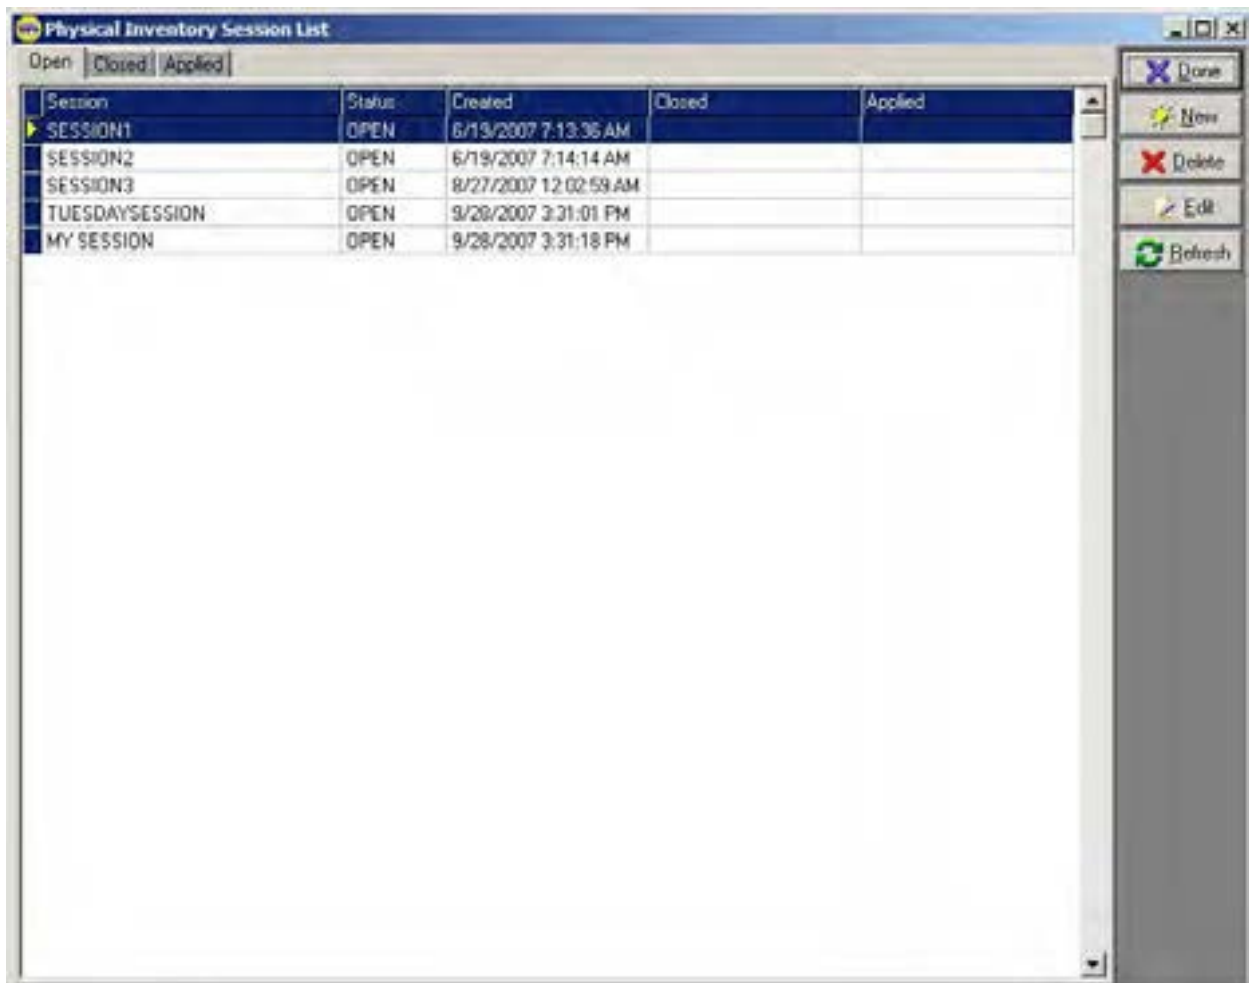 Physical Inventory Session List
Open Closed Applied
Done
New
Delete
Edit
Refresh
Session Status Created Closed Applied
SESSION1 OPEN 6/19/2007 7:13:36 AM
SESSION2 OPEN 6/19/2007 7:14:14 AM
SESSION3 OPEN 8/27/2007 12:02:59 AM
TUESDAYSESSION OPEN 9/28/2007 3:31:01 PM
MY SESSION OPEN 9/28/2007 3:31:18 PM